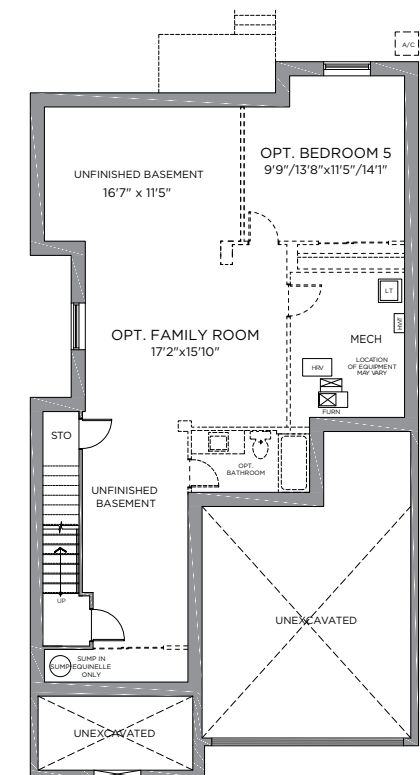 A/C
UNFINISHED BASEMENT
16'7" x 11'5"
OPT. BEDROOM 5
9'9"/13'8"x11'5"/14'1"
LT
HWT
OPT. FAMILY ROOM
17'2"x15'10"
MECH
LOCATION
OF EQUIPMENT
MAY VARY
HRV
FURN
STO
OPT.
BATHROOM
UNFINISHED
BASEMENT
UP
UNEXCAVATED
SUMP
SUMP IN
EQUINELLE
ONLY
UNEXCAVATED